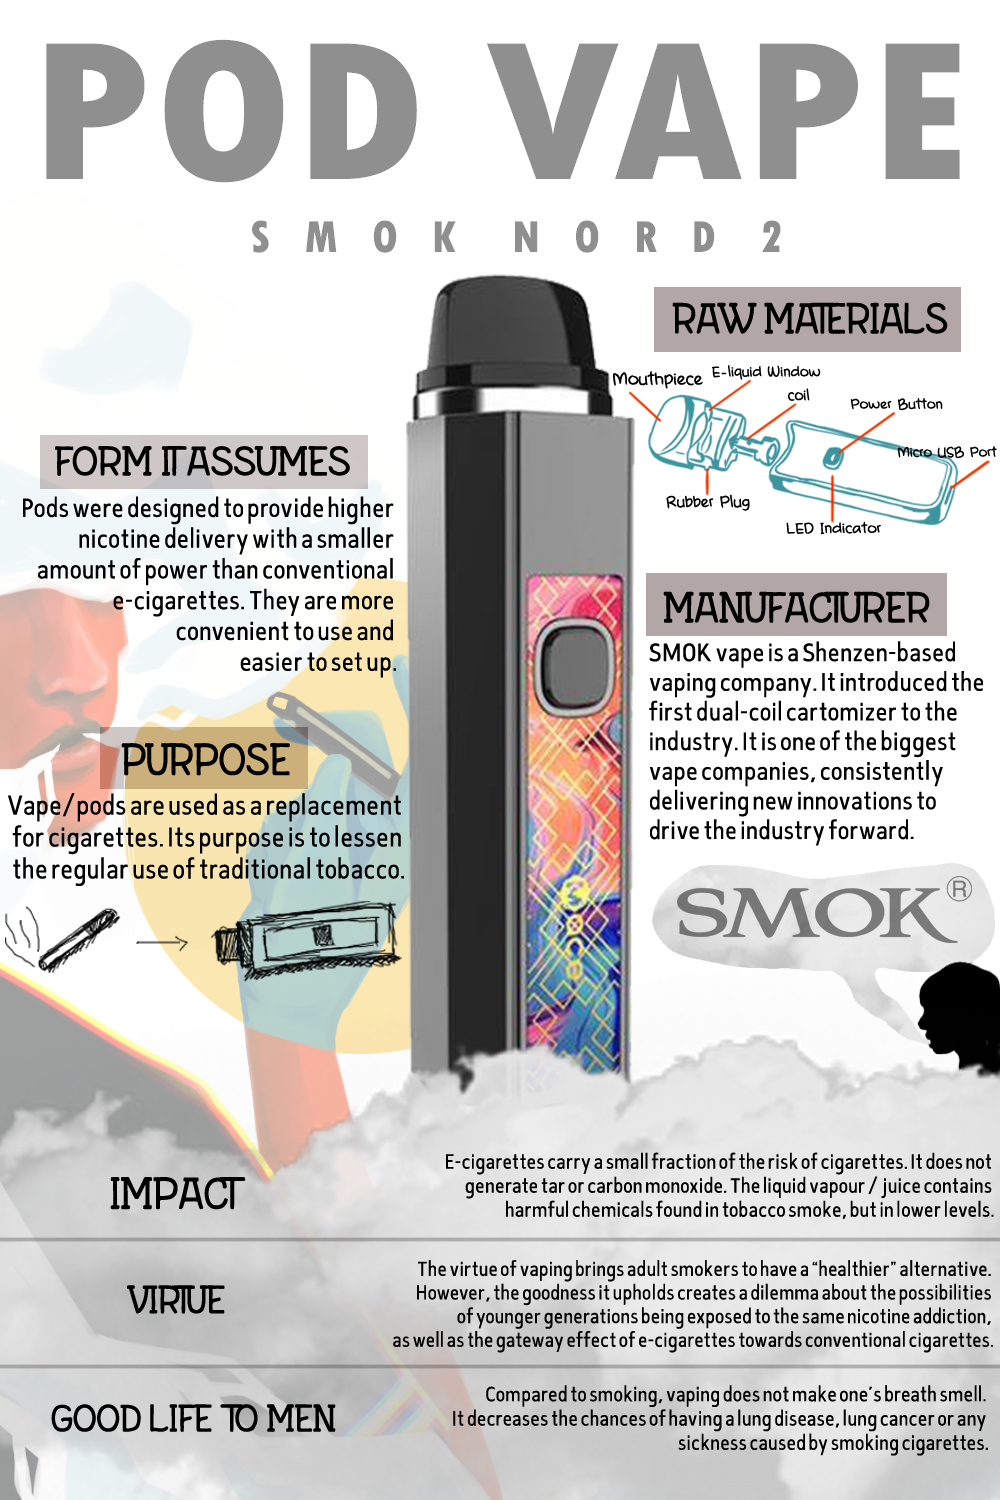 POD VAPE
SMOK NORD 2
RAW MATERIALS
Mouthpiece
E-liquid Window
coil
Power Button
Micro USB Port
Rubber Plug
LED Indicator
FORM IT ASSUMES
Pods were designed to provide higher
nicotine delivery with a smaller
amount of power than conventional
e-cigarettes. They are more
convenient to use and
easier to set up.
MANUFACTURER
SMOK vape is a Shenzen-based
vaping company. It introduced the
first dual-coil cartomizer to the
industry. It is one of the biggest
vape companies, consistently
delivering new innovations to
drive the industry forward.
SMOK®
PURPOSE
Vape/pods are used as a replacement
for cigarettes. Its purpose is to lessen
the regular use of traditional tobacco.
IMPACT
E-cigarettes carry a small fraction of the risk of cigarettes. It does not
generate tar or carbon monoxide. The liquid vapour / juice contains
harmful chemicals found in tobacco smoke, but in lower levels.
VIRTUE
The virtue of vaping brings adult smokers to have a “healthier” alternative.
However, the goodness it upholds creates a dilemma about the possibilities
of younger generations being exposed to the same nicotine addiction,
as well as the gateway effect of e-cigarettes towards conventional cigarettes.
GOOD LIFE TO MEN
Compared to smoking, vaping does not make one's breath smell.
It decreases the chances of having a lung disease, lung cancer or any
sickness caused by smoking cigarettes.